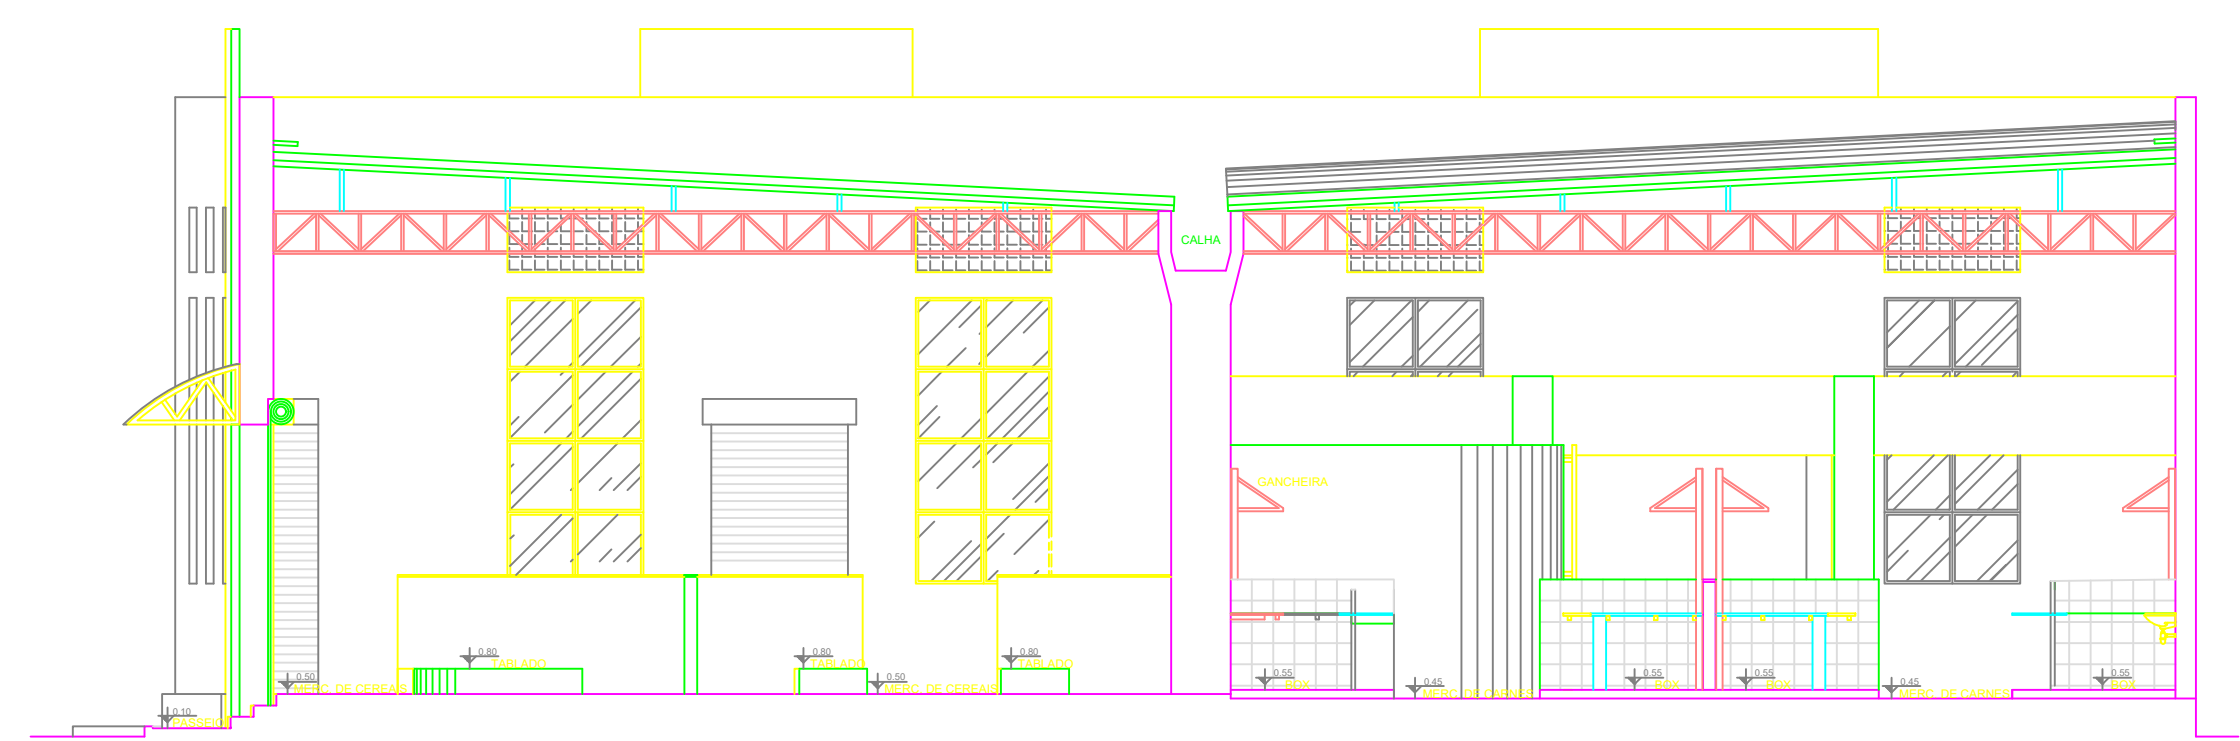 CALHA
GANCHEIRA
0.80
TABLADO
0.80
TABLADO
0.80
TABLADO
0.50
MERC. DE CEREAIS
0.50
MERC. DE CEREAIS
0.55
BOX
0.45
MERC. DE CARNES
0.55
BOX
0.55
BOX
0.45
MERC. DE CARNES
0.55
BOX
0.10
PASSEIO